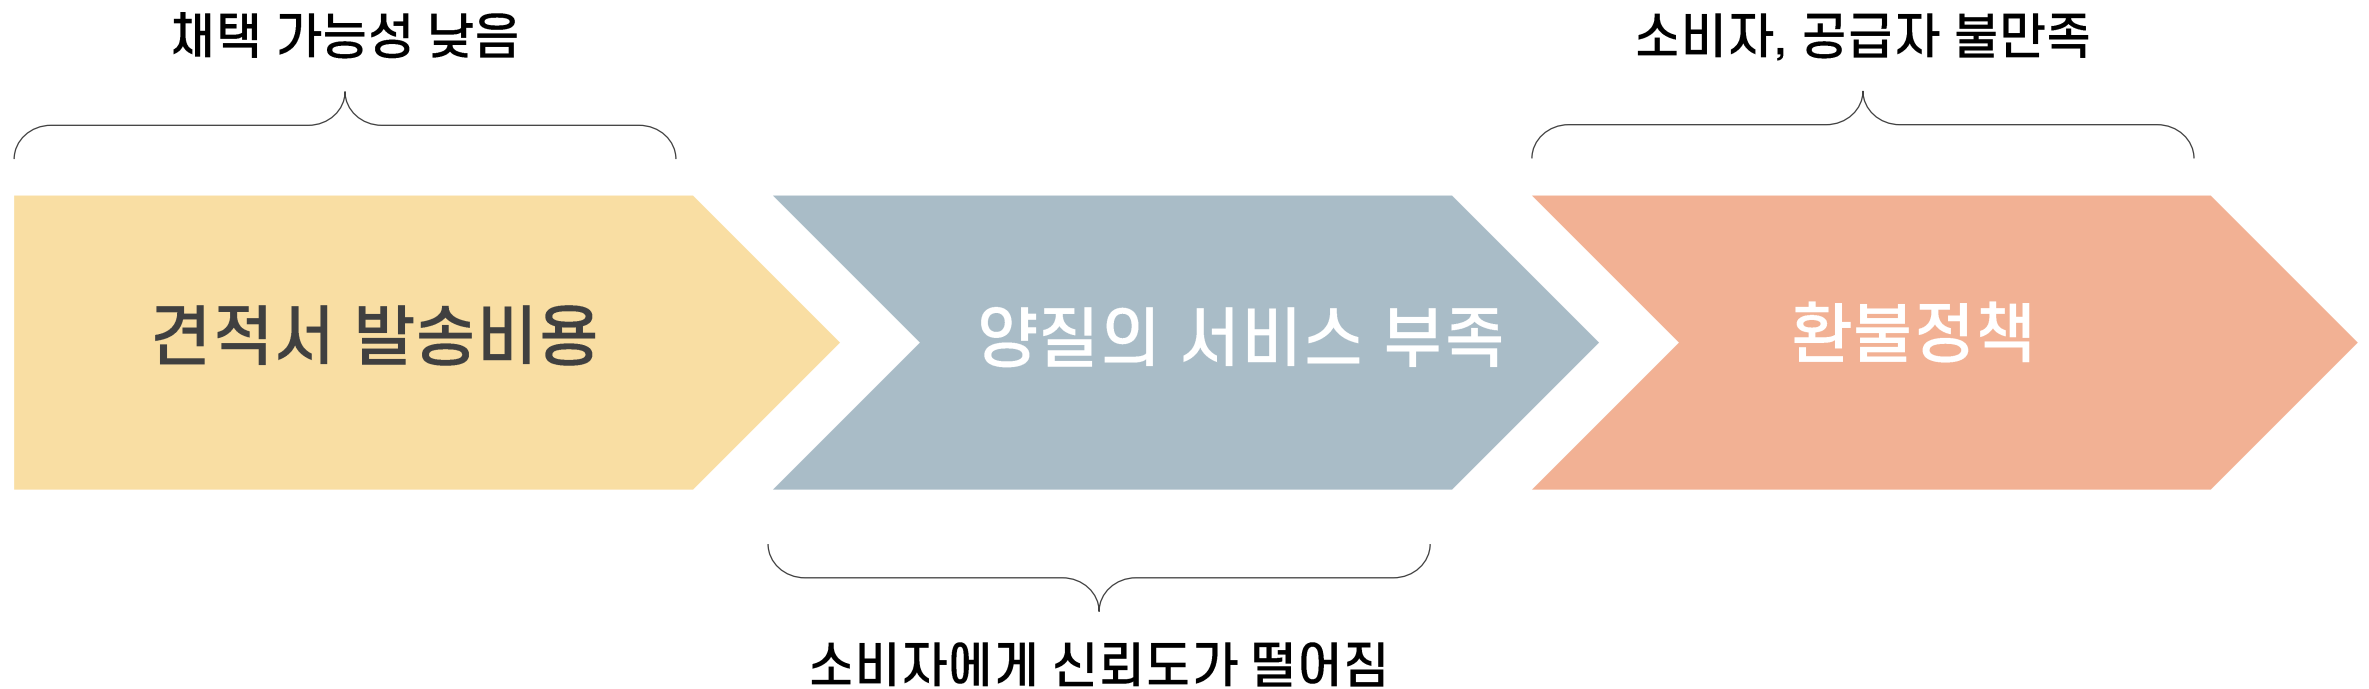 채택 가능성 낮음
소비자, 공급자 불만족
견적서 발송비용
양질의 서비스 부족
환불정책
소비자에게 신뢰도가 떨어짐